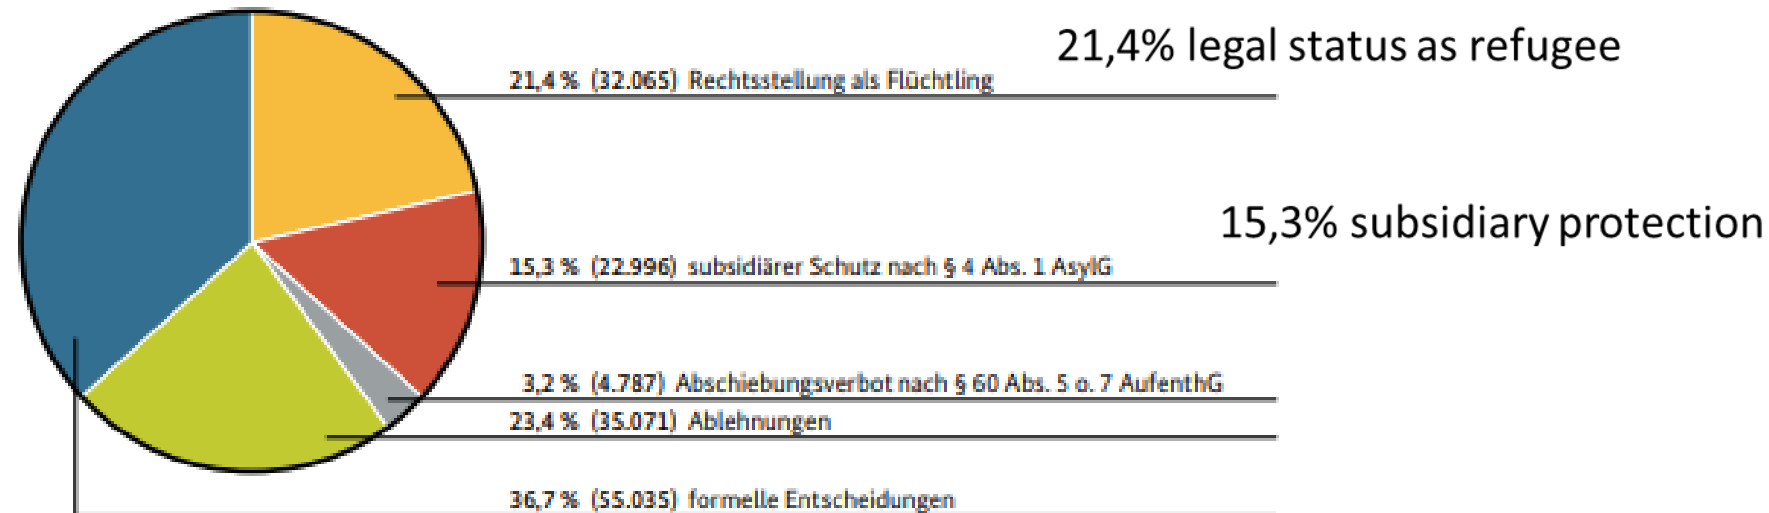 21,4% legal status as refugee
21,4 % (32.065) Rechtsstellung als Flüchtling
15,3% subsidiary protection
15,3 % (22.996) subsidiärer Schutz nach § 4 Abs. 1 AsylG
3,2 % (4.787) Abschiebungsverbot nach § 60 Abs. 5 o. 7 AufenthG
23,4 % (35.071) Ablehnungen
36,7 % (55.035) formelle Entscheidungen